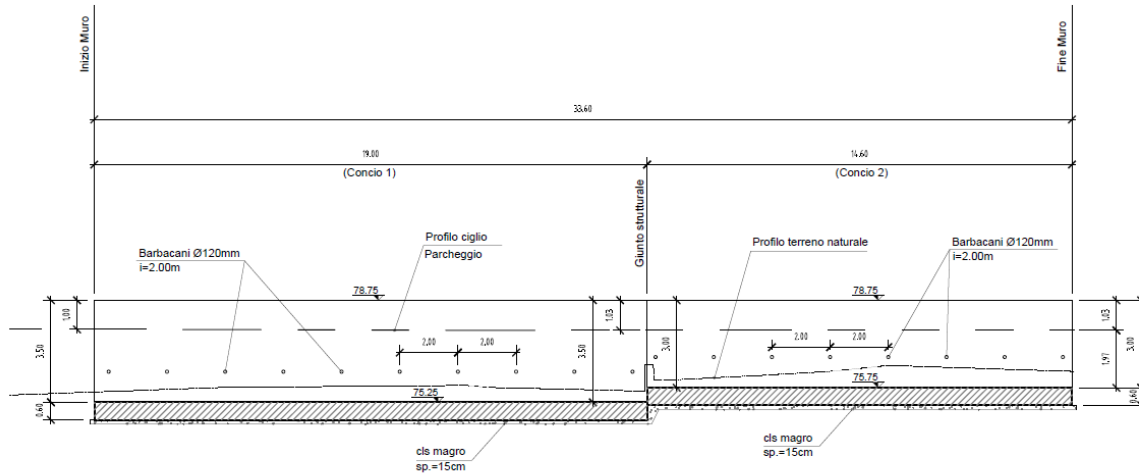 Inizio Muro
Fine Muro
33.60
19.00
(Concio 1)
14.60
(Concio 2)
Giunto strutturale
Barbacani Ø120mm
i=2.00m
Profilo ciglio
Parcheggio
Profilo terreno naturale
Barbacani Ø120mm
i=2.00m
78.75
78.75
1.00
3.50
3.50
1.03
3.00
1.03
1.97
3.00
2.00
2.00
2.00
2.00
75.25
75.75
0.60
0.60
cls magro
sp.=15cm
cls magro
sp.=15cm